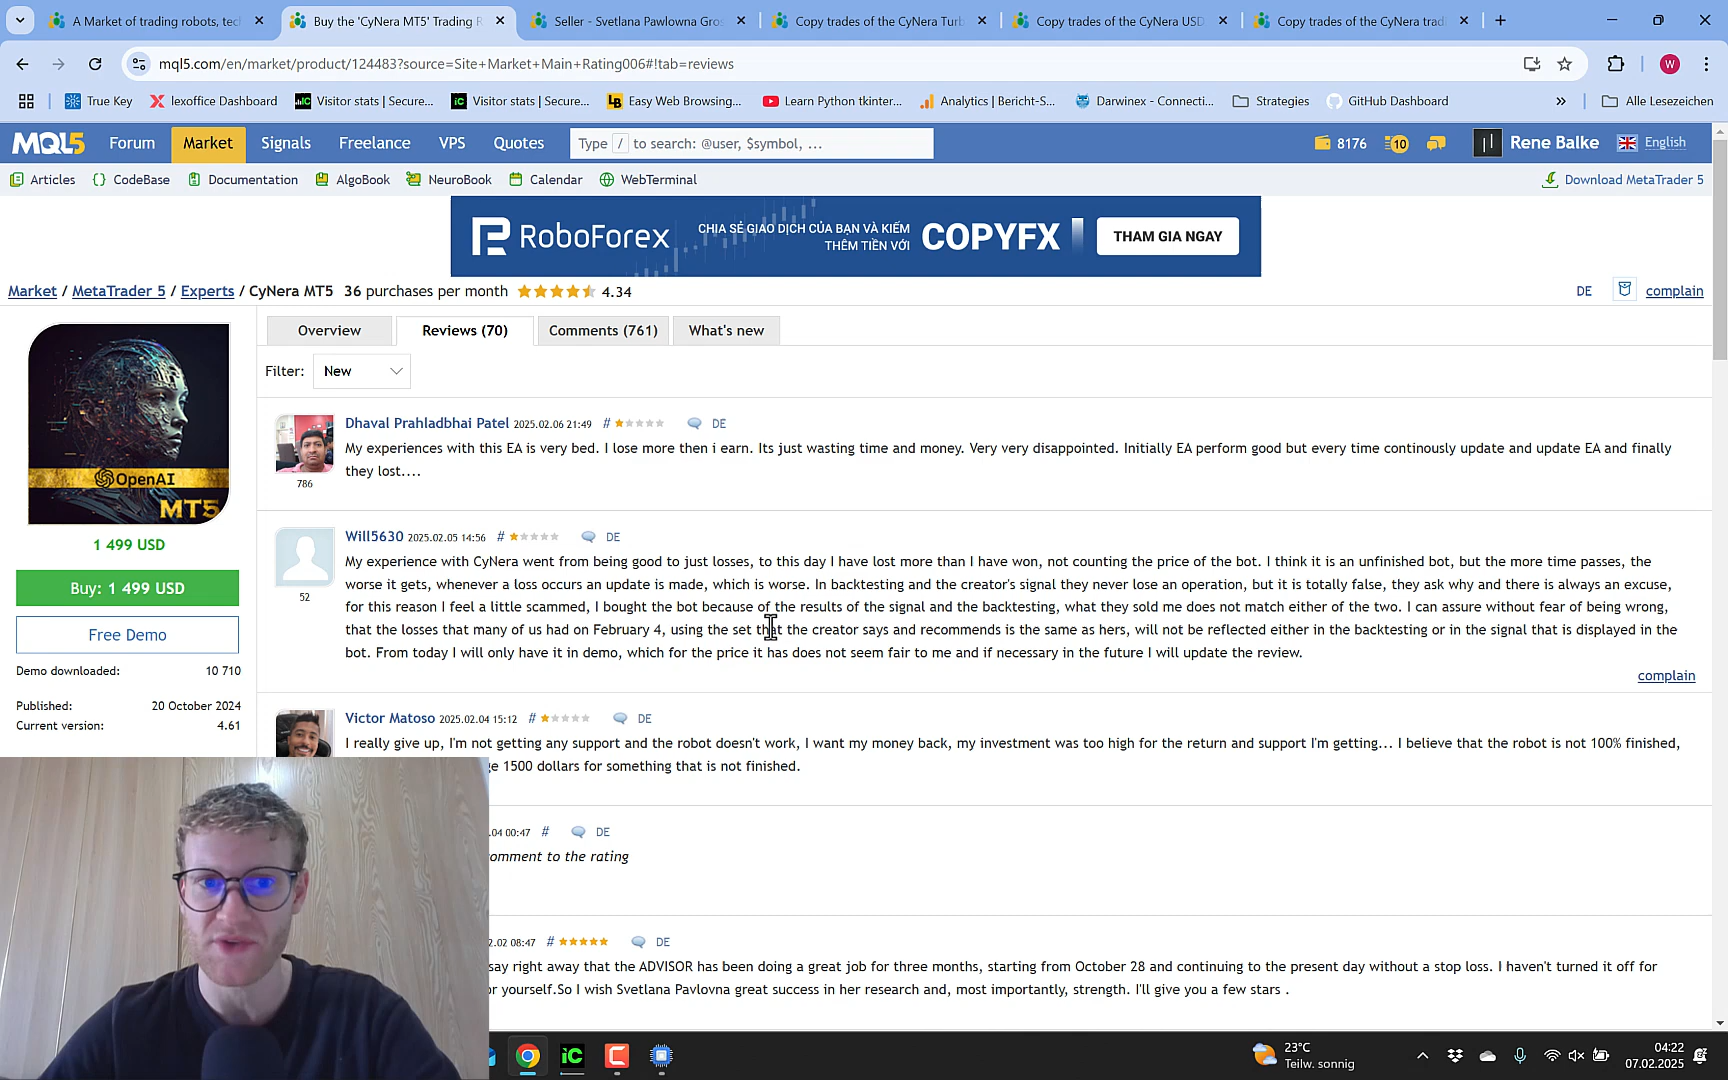 A Market of trading robots, tec
Buy the 'CyNera MT5' Trading R
Seller - Svetlana Pawlowna Gros
Copy trades of the CyNera Turb
Copy trades of the CyNera USD
Copy trades of the CyNera trad
mql5.com/en/market/product/124483?source=Site+Market+Main+Rating006#!tab=reviews
W
True Key
lexoffice Dashboard
Visitor stats | Secure...
Visitor stats | Secure...
Easy Web Browsing...
Learn Python tkinter...
Analytics | Bericht-S...
Darwinex - Connecti...
Strategies
GitHub Dashboard
»
Alle Lesezeichen
MQL5
Forum
Market
Signals
Freelance
VPS
Quotes
Type / to search: @user, $symbol, ...
8176
10
Rene Balke
English
Articles
CodeBase
Documentation
AlgoBook
NeuroBook
Calendar
WebTerminal
Download MetaTrader 5
RoboForex
CHIA SẺ GIAO DỊCH CỦA BẠN VÀ KIẾM
THÊM TIỀN VỚI
COPYFX
THAM GIA NGAY
Market / MetaTrader 5 / Experts / CyNera MT5 36 purchases per month 4.34
DE
complain
Overview
Reviews (70)
Comments (761)
What's new
Filter:
New
OpenAI
MT5
1 499 USD
Buy: 1 499 USD
Free Demo
Demo downloaded: 10 710
Published: 20 October 2024
Current version: 4.61
Dhaval Prahladbhai Patel 2025.02.06 21:49 # DE
My experiences with this EA is very bed. I lose more then i earn. Its just wasting time and money. Very very disappointed. Initially EA perform good but every time continously update and update EA and finally
they lost....
786
Will5630 2025.02.05 14:56 # DE
My experience with CyNera went from being good to just losses, to this day I have lost more than I have won, not counting the price of the bot. I think it is an unfinished bot, but the more time passes, the
worse it gets, whenever a loss occurs an update is made, which is worse. In backtesting and the creator's signal they never lose an operation, but it is totally false, they ask why and there is always an excuse,
for this reason I feel a little scammed, I bought the bot because of the results of the signal and the backtesting, what they sold me does not match either of the two. I can assure without fear of being wrong,
that the losses that many of us had on February 4, using the set that the creator says and recommends is the same as hers, will not be reflected either in the backtesting or in the signal that is displayed in the
bot. From today I will only have it in demo, which for the price it has does not seem fair to me and if necessary in the future I will update the review.
52
complain
Victor Matoso 2025.02.04 15:12 # DE
I really give up, I'm not getting any support and the robot doesn't work, I want my money back, my investment was too high for the return and support I'm getting... I believe that the robot is not 100% finished,
ge 1500 dollars for something that is not finished.
.04 00:47 # DE
omment to the rating
2.02 08:47 # DE
say right away that the ADVISOR has been doing a great job for three months, starting from October 28 and continuing to the present day without a stop loss. I haven't turned it off for
or yourself.So I wish Svetlana Pavlovna great success in her research and, most importantly, strength. I'll give you a few stars .
iC
23°C
Teilw. sonnig
04:22
07.02.2025